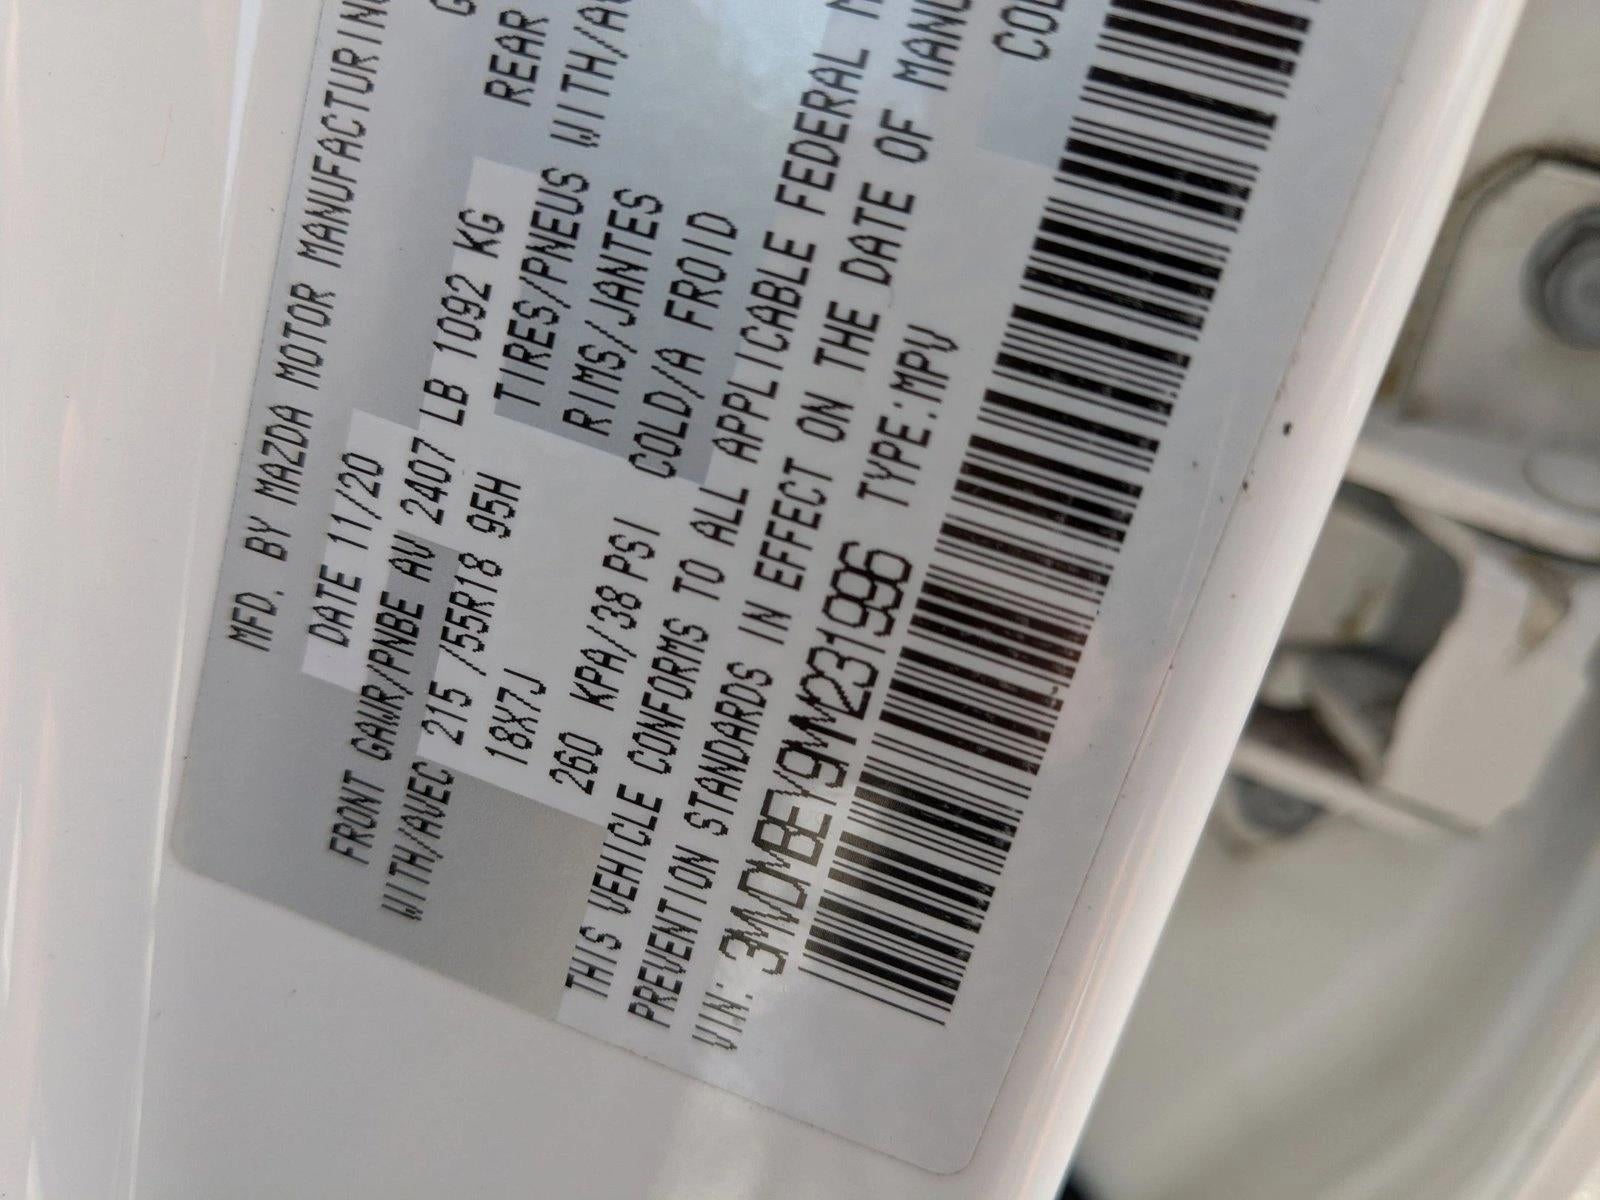 MFD. BY MAZDA MOTOR MANUFACTURING
DATE 11/20 G
FRONT GAWR/PNBE AV 2407 LB 1092 KG REAR
WITH/AVEC 215 /55R18 95H TIRES/PNEUS WITH/A
18X7J RIMS/JANTES
260 KPA/38 PSI COLD/A FROID
THIS VEHICLE CONFORMS TO ALL APPLICABLE FEDERAL
PREVENTION STANDARDS IN EFFECT ON THE DATE OF MANU
VIN: 3MVDMBEY9MM231996 TYPE:MPV COL